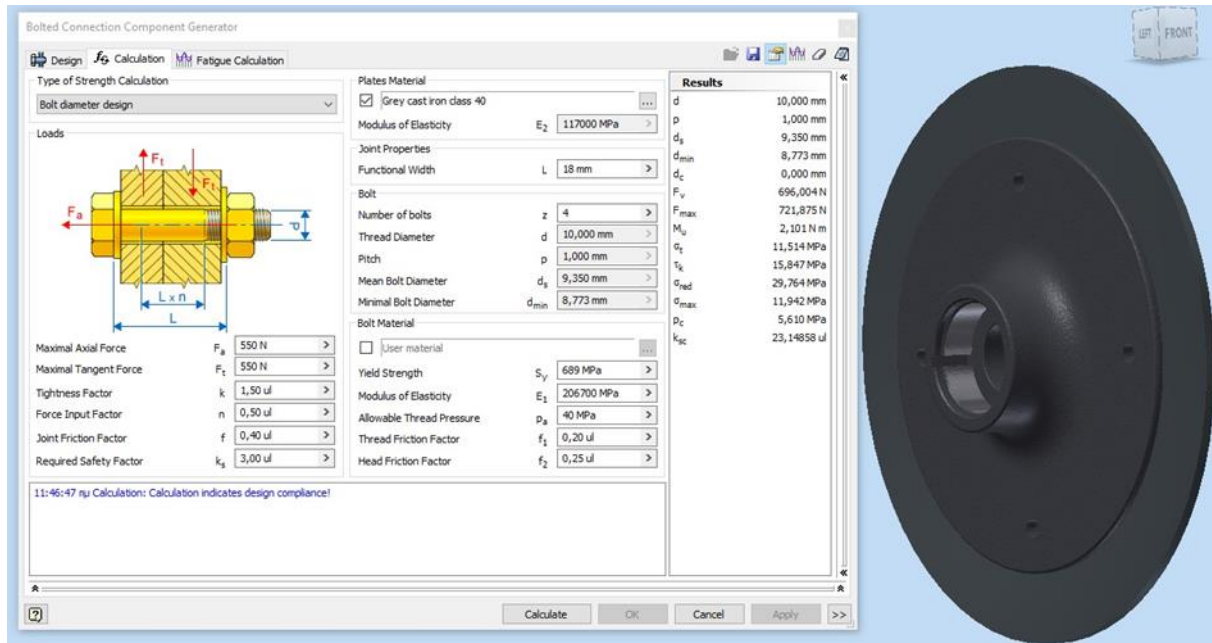 Bolted Connection Component Generator
Design
Calculation
Fatigue Calculation
Type of Strength Calculation
Bolt diameter design
Loads
Ft
Ft
Fa
d
L x n
L
Maximal Axial Force Fa 550 N >
Maximal Tangent Force Ft 550 N >
Tightness Factor k 1,50 ul >
Force Input Factor n 0,50 ul >
Joint Friction Factor f 0,40 ul >
Required Safety Factor ks 3,00 ul >
Plates Material
Grey cast iron class 40 ...
Modulus of Elasticity E2 117000 MPa >
Joint Properties
Functional Width L 18 mm >
Bolt
Number of bolts z 4 >
Thread Diameter d 10,000 mm >
Pitch p 1,000 mm >
Mean Bolt Diameter ds 9,350 mm >
Minimal Bolt Diameter dmin 8,773 mm >
Bolt Material
User material ...
Yield Strength Sy 689 MPa >
Modulus of Elasticity E1 206700 MPa >
Allowable Thread Pressure pa 40 MPa >
Thread Friction Factor f1 0,20 ul >
Head Friction Factor f2 0,25 ul >
Results
d 10,000 mm
p 1,000 mm
ds 9,350 mm
dmin 8,773 mm
dc 0,000 mm
Fv 696,004 N
Fmax 721,875 N
Mu 2,101 N m
σt 11,514 MPa
τk 15,847 MPa
σred 29,764 MPa
σmax 11,942 MPa
pc 5,610 MPa
ksc 23,14858 ul
11:46:47 πμ Calculation: Calculation indicates design compliance!
?
Calculate
OK
Cancel
Apply
>>
LEFT
FRONT